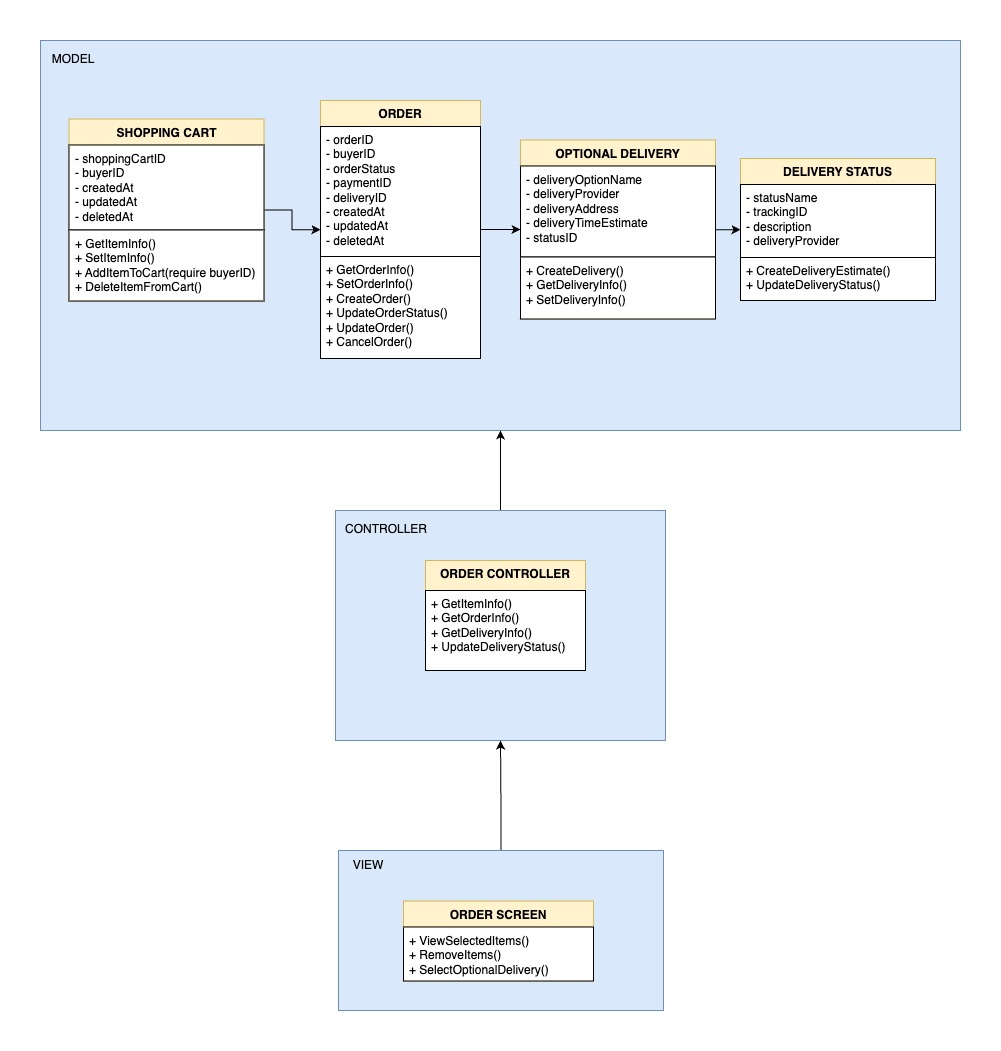 MODEL
SHOPPING CART
- shoppingCartID
- buyerID
- createdAt
- updatedAt
- deletedAt
+ GetItemInfo()
+ SetItemInfo()
+ AddItemToCart(require buyerID)
+ DeleteItemFromCart()
ORDER
- orderID
- buyerID
- orderStatus
- paymentID
- deliveryID
- createdAt
- updatedAt
- deletedAt
+ GetOrderInfo()
+ SetOrderInfo()
+ CreateOrder()
+ UpdateOrderStatus()
+ UpdateOrder()
+ CancelOrder()
OPTIONAL DELIVERY
- deliveryOptionName
- deliveryProvider
- deliveryAddress
- deliveryTimeEstimate
- statusID
+ CreateDelivery()
+ GetDeliveryInfo()
+ SetDeliveryInfo()
DELIVERY STATUS
- statusName
- trackingID
- description
- deliveryProvider
+ CreateDeliveryEstimate()
+ UpdateDeliveryStatus()
CONTROLLER
ORDER CONTROLLER
+ GetItemInfo()
+ GetOrderInfo()
+ GetDeliveryInfo()
+ UpdateDeliveryStatus()
VIEW
ORDER SCREEN
+ ViewSelectedItems()
+ RemoveItems()
+ SelectOptionalDelivery()